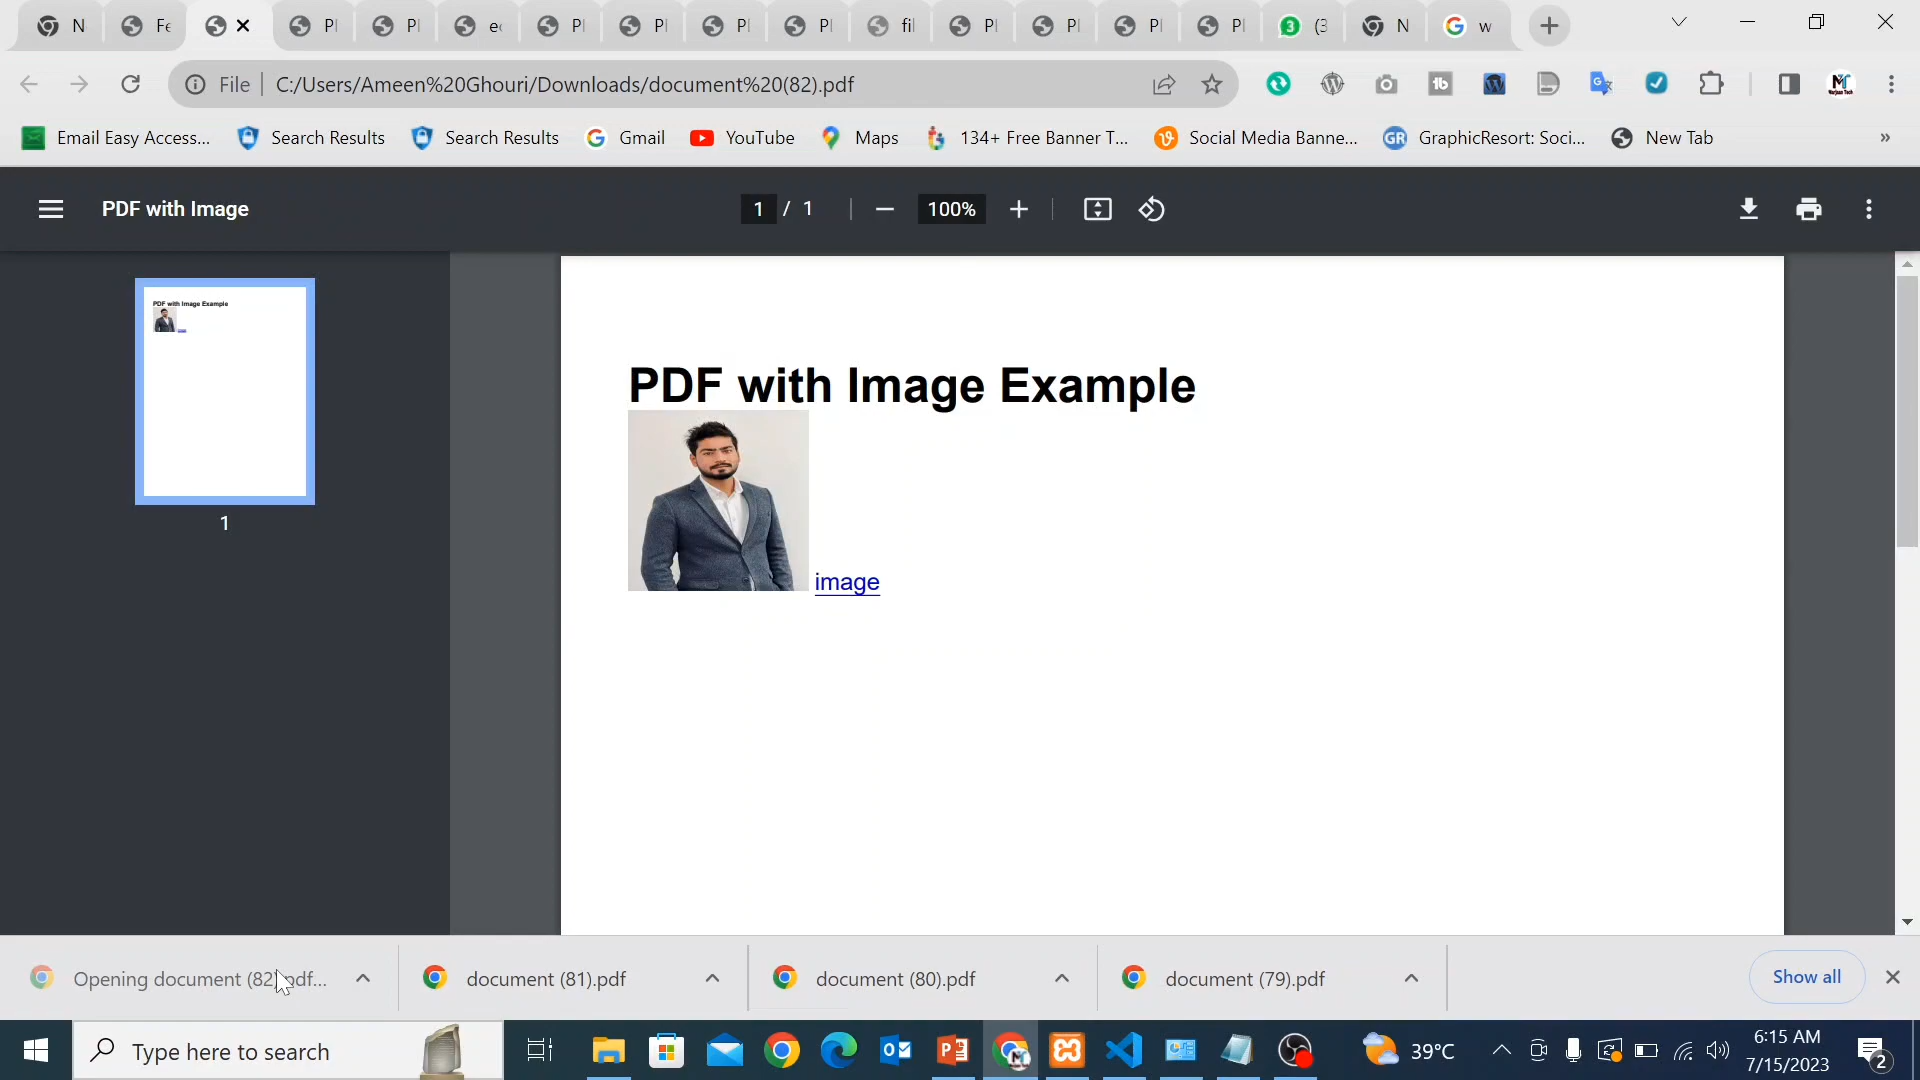 N
Fe
Pl
Pl
ec
Pl
Pl
Pl
Pl
fil
Pl
Pl
Pl
Pl
(3
N
w
File
C:/Users/Ameen%20Ghouri/Downloads/document%20(82).pdf
Email Easy Access...
Search Results
Search Results
Gmail
YouTube
Maps
134+ Free Banner T...
Social Media Banne...
GraphicResort: Soci...
New Tab
PDF with Image
1 / 1
100%
PDF with Image Example
1
PDF with Image Example
image
Opening document (82).pdf...
document (81).pdf
document (80).pdf
document (79).pdf
Show all
Type here to search
39°C
6:15 AM
7/15/2023
2